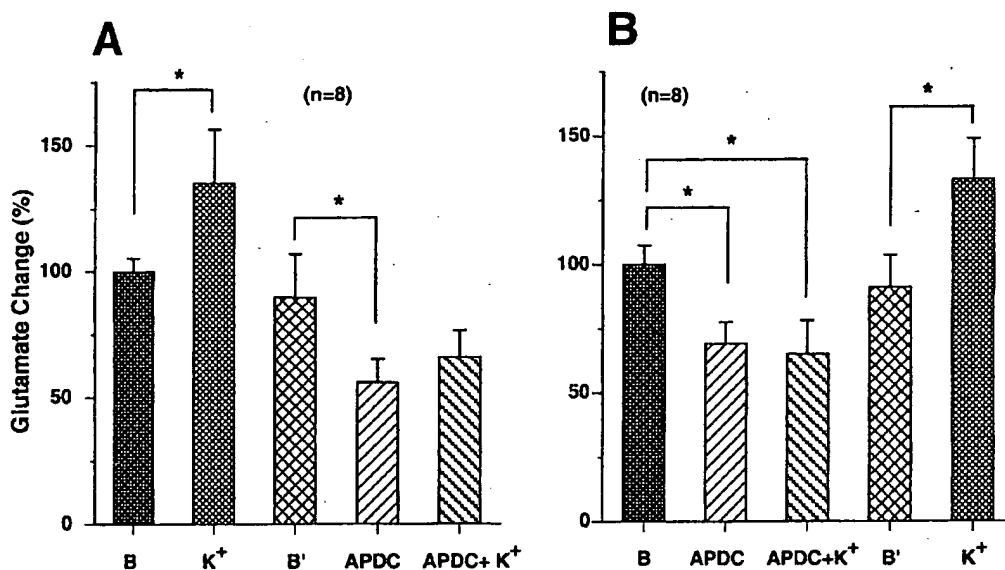 A
B
Glutamate Change (%)
150
100
50
0
*
(n=8)
*
B
K+
B'
APDC
APDC+ K+
150
100
50
0
(n=8)
*
*
*
B
APDC
APDC+K+
B'
K+